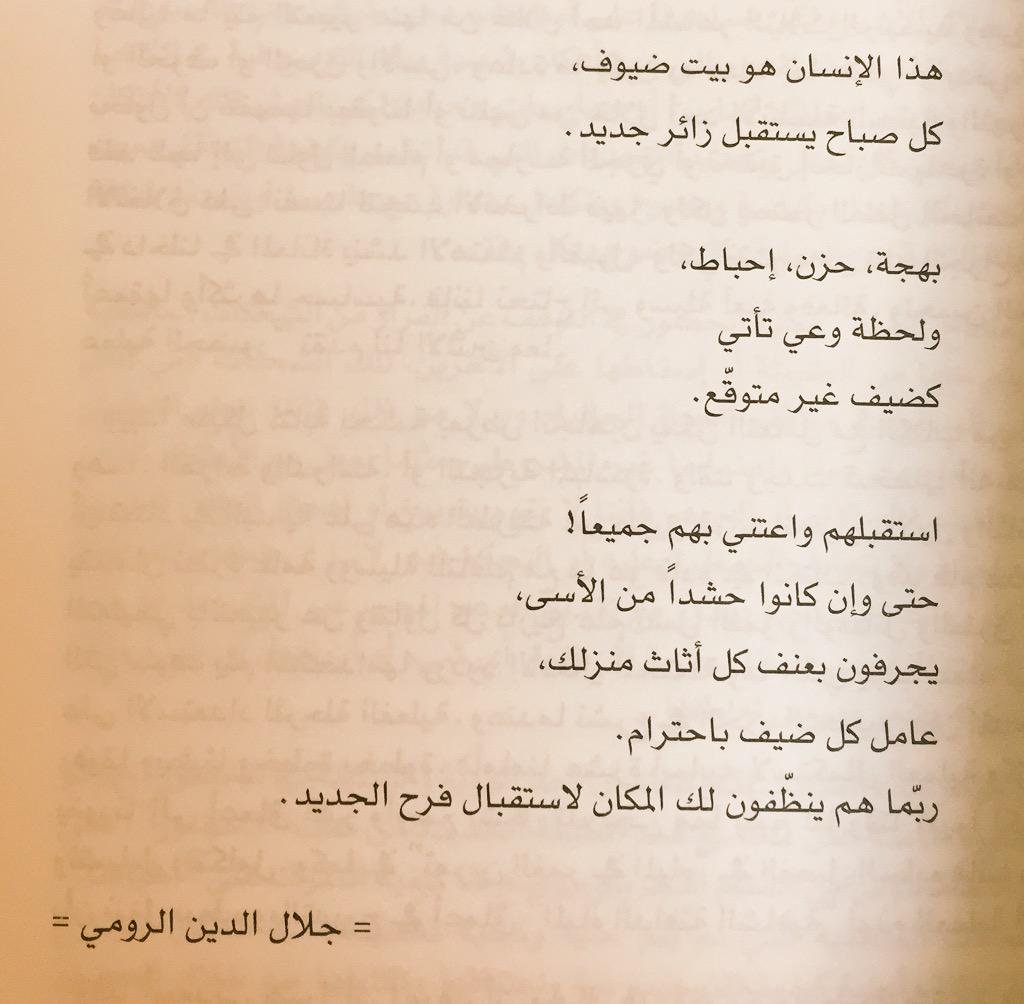 هذا الإنسان هو بيت ضيوف،
كل صباح يستقبل زائر جديد.
بهجة، حزن، إحباط،
ولحظة وعي تأتي
كضيف غير متوقّع.
استقبلهم واعتني بهم جميعاً!
حتى وإن كانوا حشداً من الأسى،
يجرفون بعنف كل أثاث منزلك،
عامل كل ضيف باحترام.
ربّما هم ينظّفون لك المكان لاستقبال فرح الجديد.
= جلال الدين الرومي =